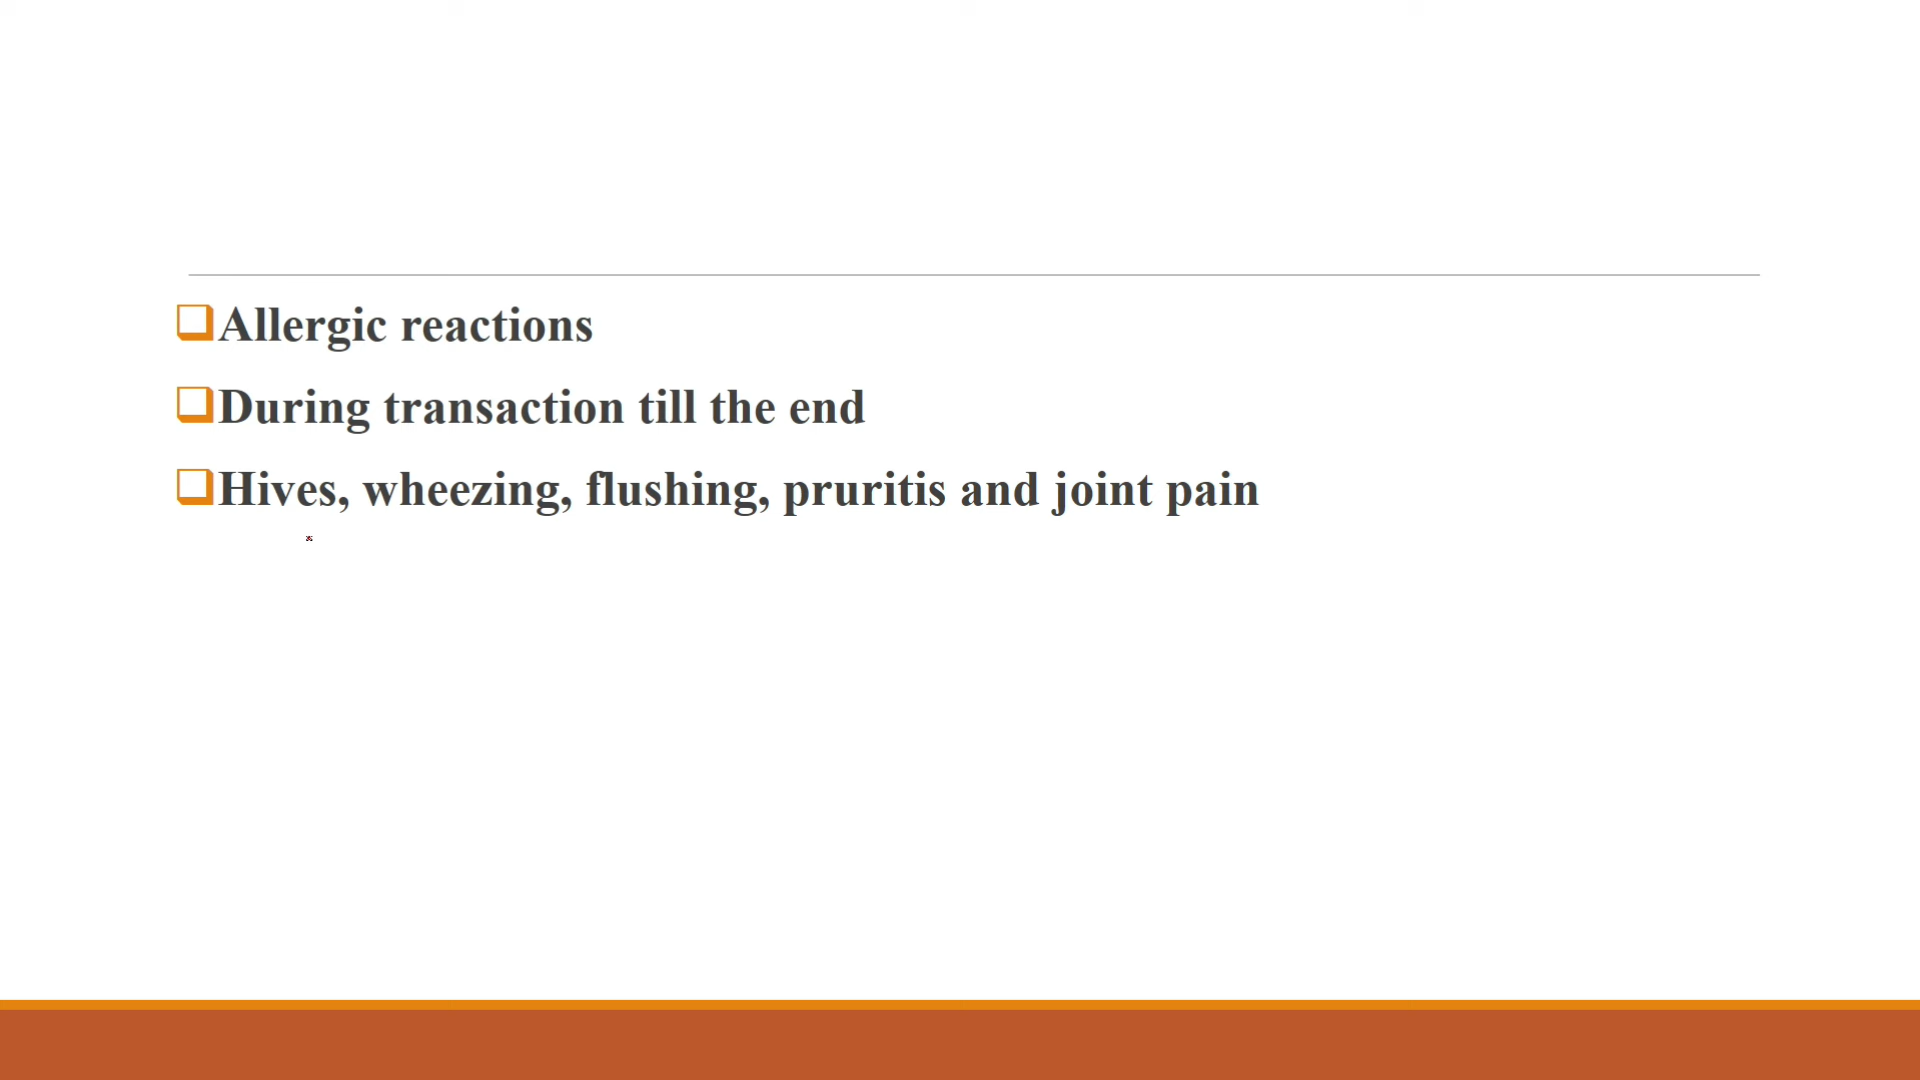 Allergic reactions
During transaction till the end
Hives, wheezing, flushing, pruritis and joint pain